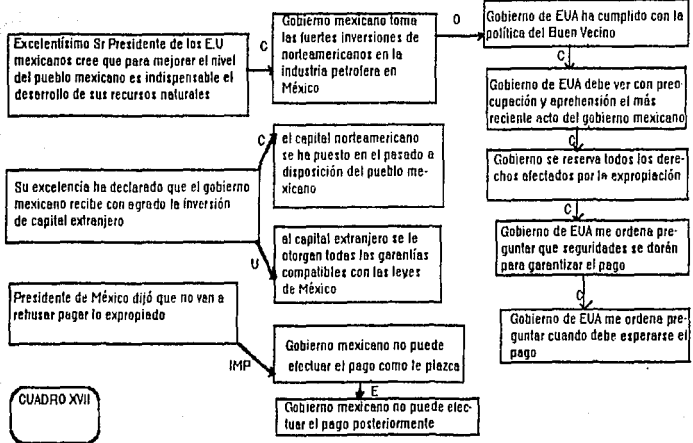 Excelentísimo Sr Presidente de los E.U
mexicanos cree que para mejorar el nivel
del pueblo mexicano es indispensable el
desarrollo de sus recursos naturales
C
Gobierno mexicano toma
las fuertes inversiones de
norteamericanos en la
industria petrolera en
México
O
Gobierno de EUA ha cumplido con la
política del Buen Vecino
C
Gobierno de EUA debe ver con preo-
cupación y aprehensión el más
reciente acto del gobierno mexicano
C
Gobierno se reserva todos los dere-
chos afectados por la expropiación
C
Gobierno de EUA me ordena pre-
guntar que seguridades se darán
para garantizar el pago
C
Gobierno de EUA me ordena pre-
guntar cuando debe esperarse el
pago
Su excelencia ha declarado que el gobierno
mexicano recibe con agrado la inversión
de capital extranjero
C
el capital norteamericano
se ha puesto en el pasado a
disposición del pueblo me-
xicano
U
al capital extranjero se le
otorgan todas las garantías
compatibles con las leyes
de México
Presidente de México dijó que no van a
rehusar pagar lo expropiado
IMP
Gobierno mexicano no puede
efectuar el pago como le plazca
E
Gobierno mexicano no puede efec-
tuar el pago posteriormente
CUADRO XVII